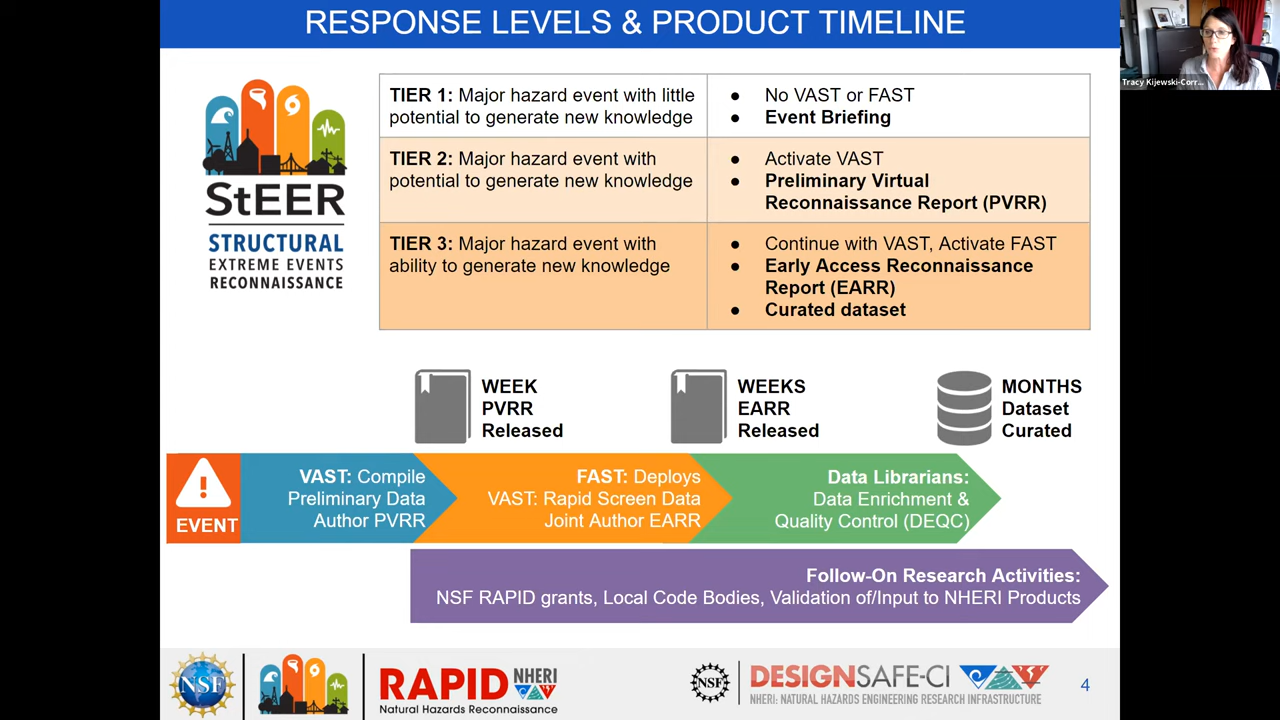 RESPONSE LEVELS & PRODUCT TIMELINE
Tracy Kijewski-Corr...
StEER
STRUCTURAL
EXTREME EVENTS
RECONNAISSANCE
TIER 1: Major hazard event with little
potential to generate new knowledge
● No VAST or FAST
● Event Briefing
TIER 2: Major hazard event with
potential to generate new knowledge
● Activate VAST
● Preliminary Virtual
Reconnaissance Report (PVRR)
TIER 3: Major hazard event with
ability to generate new knowledge
● Continue with VAST, Activate FAST
● Early Access Reconnaissance
Report (EARR)
● Curated dataset
WEEK
PVRR
Released
WEEKS
EARR
Released
MONTHS
Dataset
Curated
EVENT
VAST: Compile
Preliminary Data
Author PVRR
FAST: Deploys
VAST: Rapid Screen Data
Joint Author EARR
Data Librarians:
Data Enrichment &
Quality Control (DEQC)
Follow-On Research Activities:
NSF RAPID grants, Local Code Bodies, Validation of/Input to NHERI Products
NSF
RAPID NHERI
Natural Hazards Reconnaissance
NSF
DESIGNSAFE-CI
NHERI: NATURAL HAZARDS ENGINEERING RESEARCH INFRASTRUCTURE
4